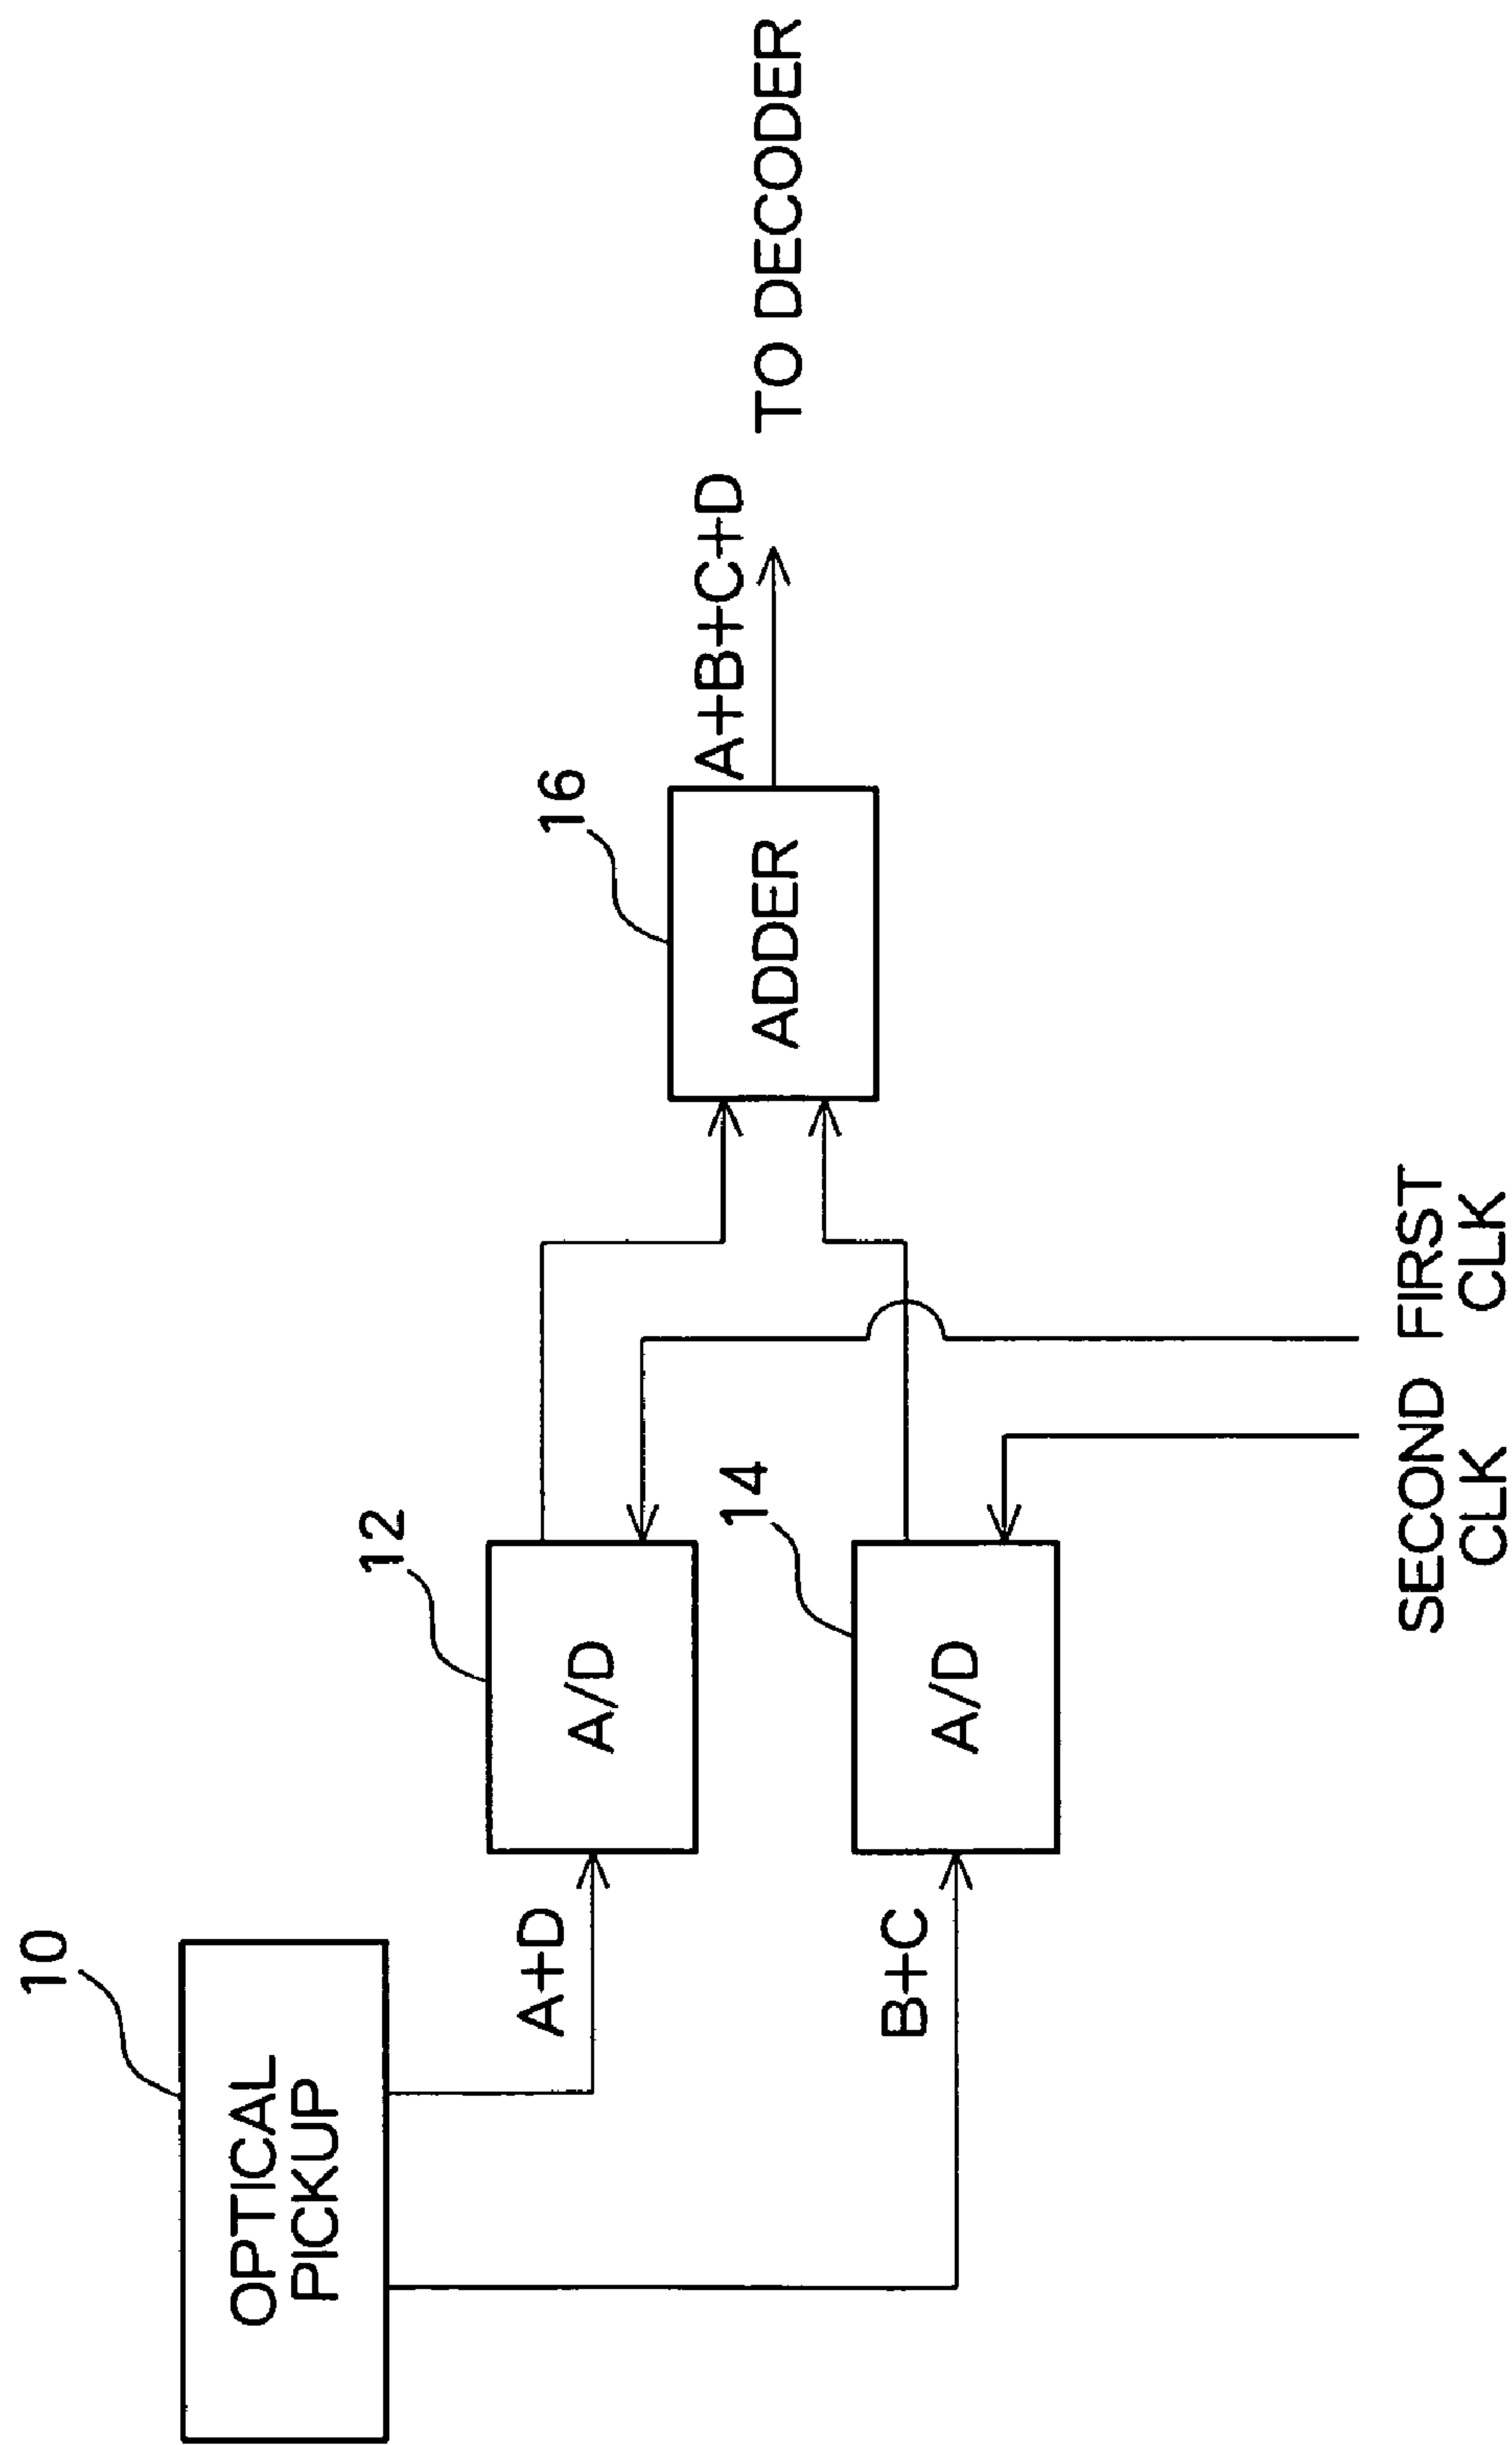 10
OPTICAL
PICKUP
A+D
B+C
12
A/D
14
A/D
SECOND
CLK
FIRST
CLK
16
ADDER
A+B+C+D
TO DECODER